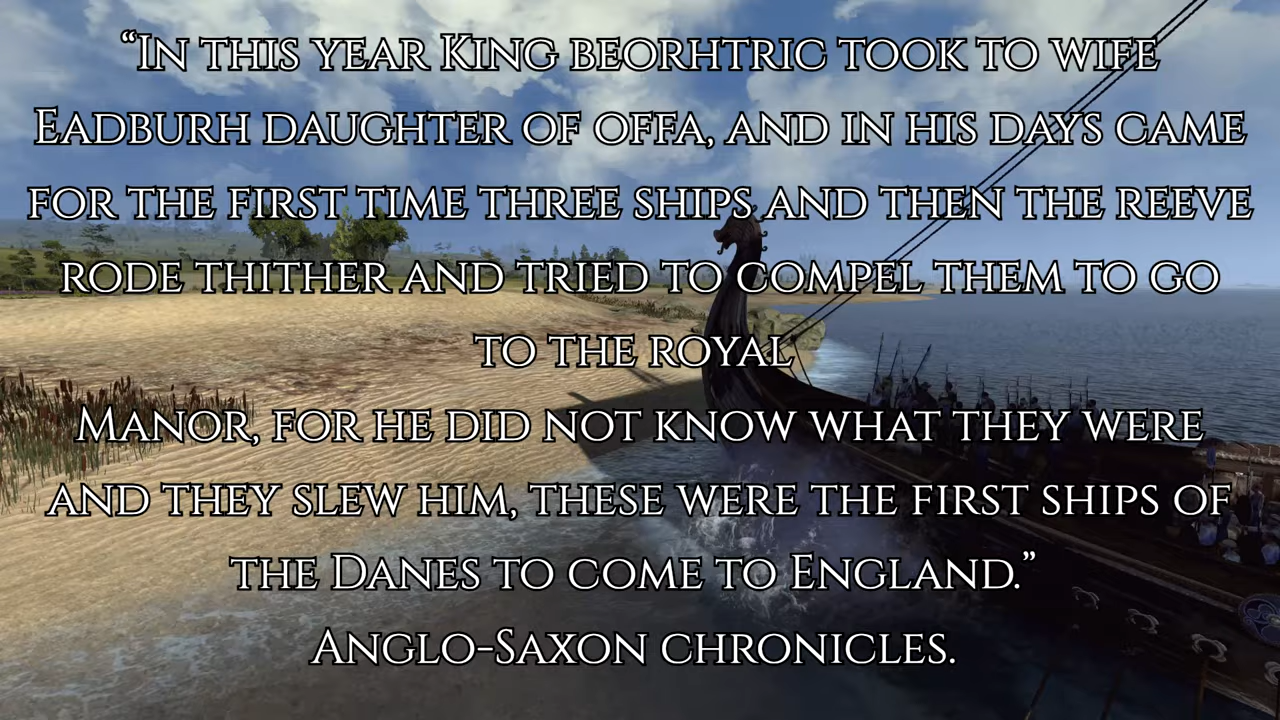 “In this year King Beorhtric took to wife
Eadburh daughter of Offa, and in his days came
for the first time three ships and then the reeve
rode thither and tried to compel them to go
to the royal
Manor, for he did not know what they were
and they slew him, these were the first ships of
the Danes to come to England.”
Anglo-Saxon chronicles.